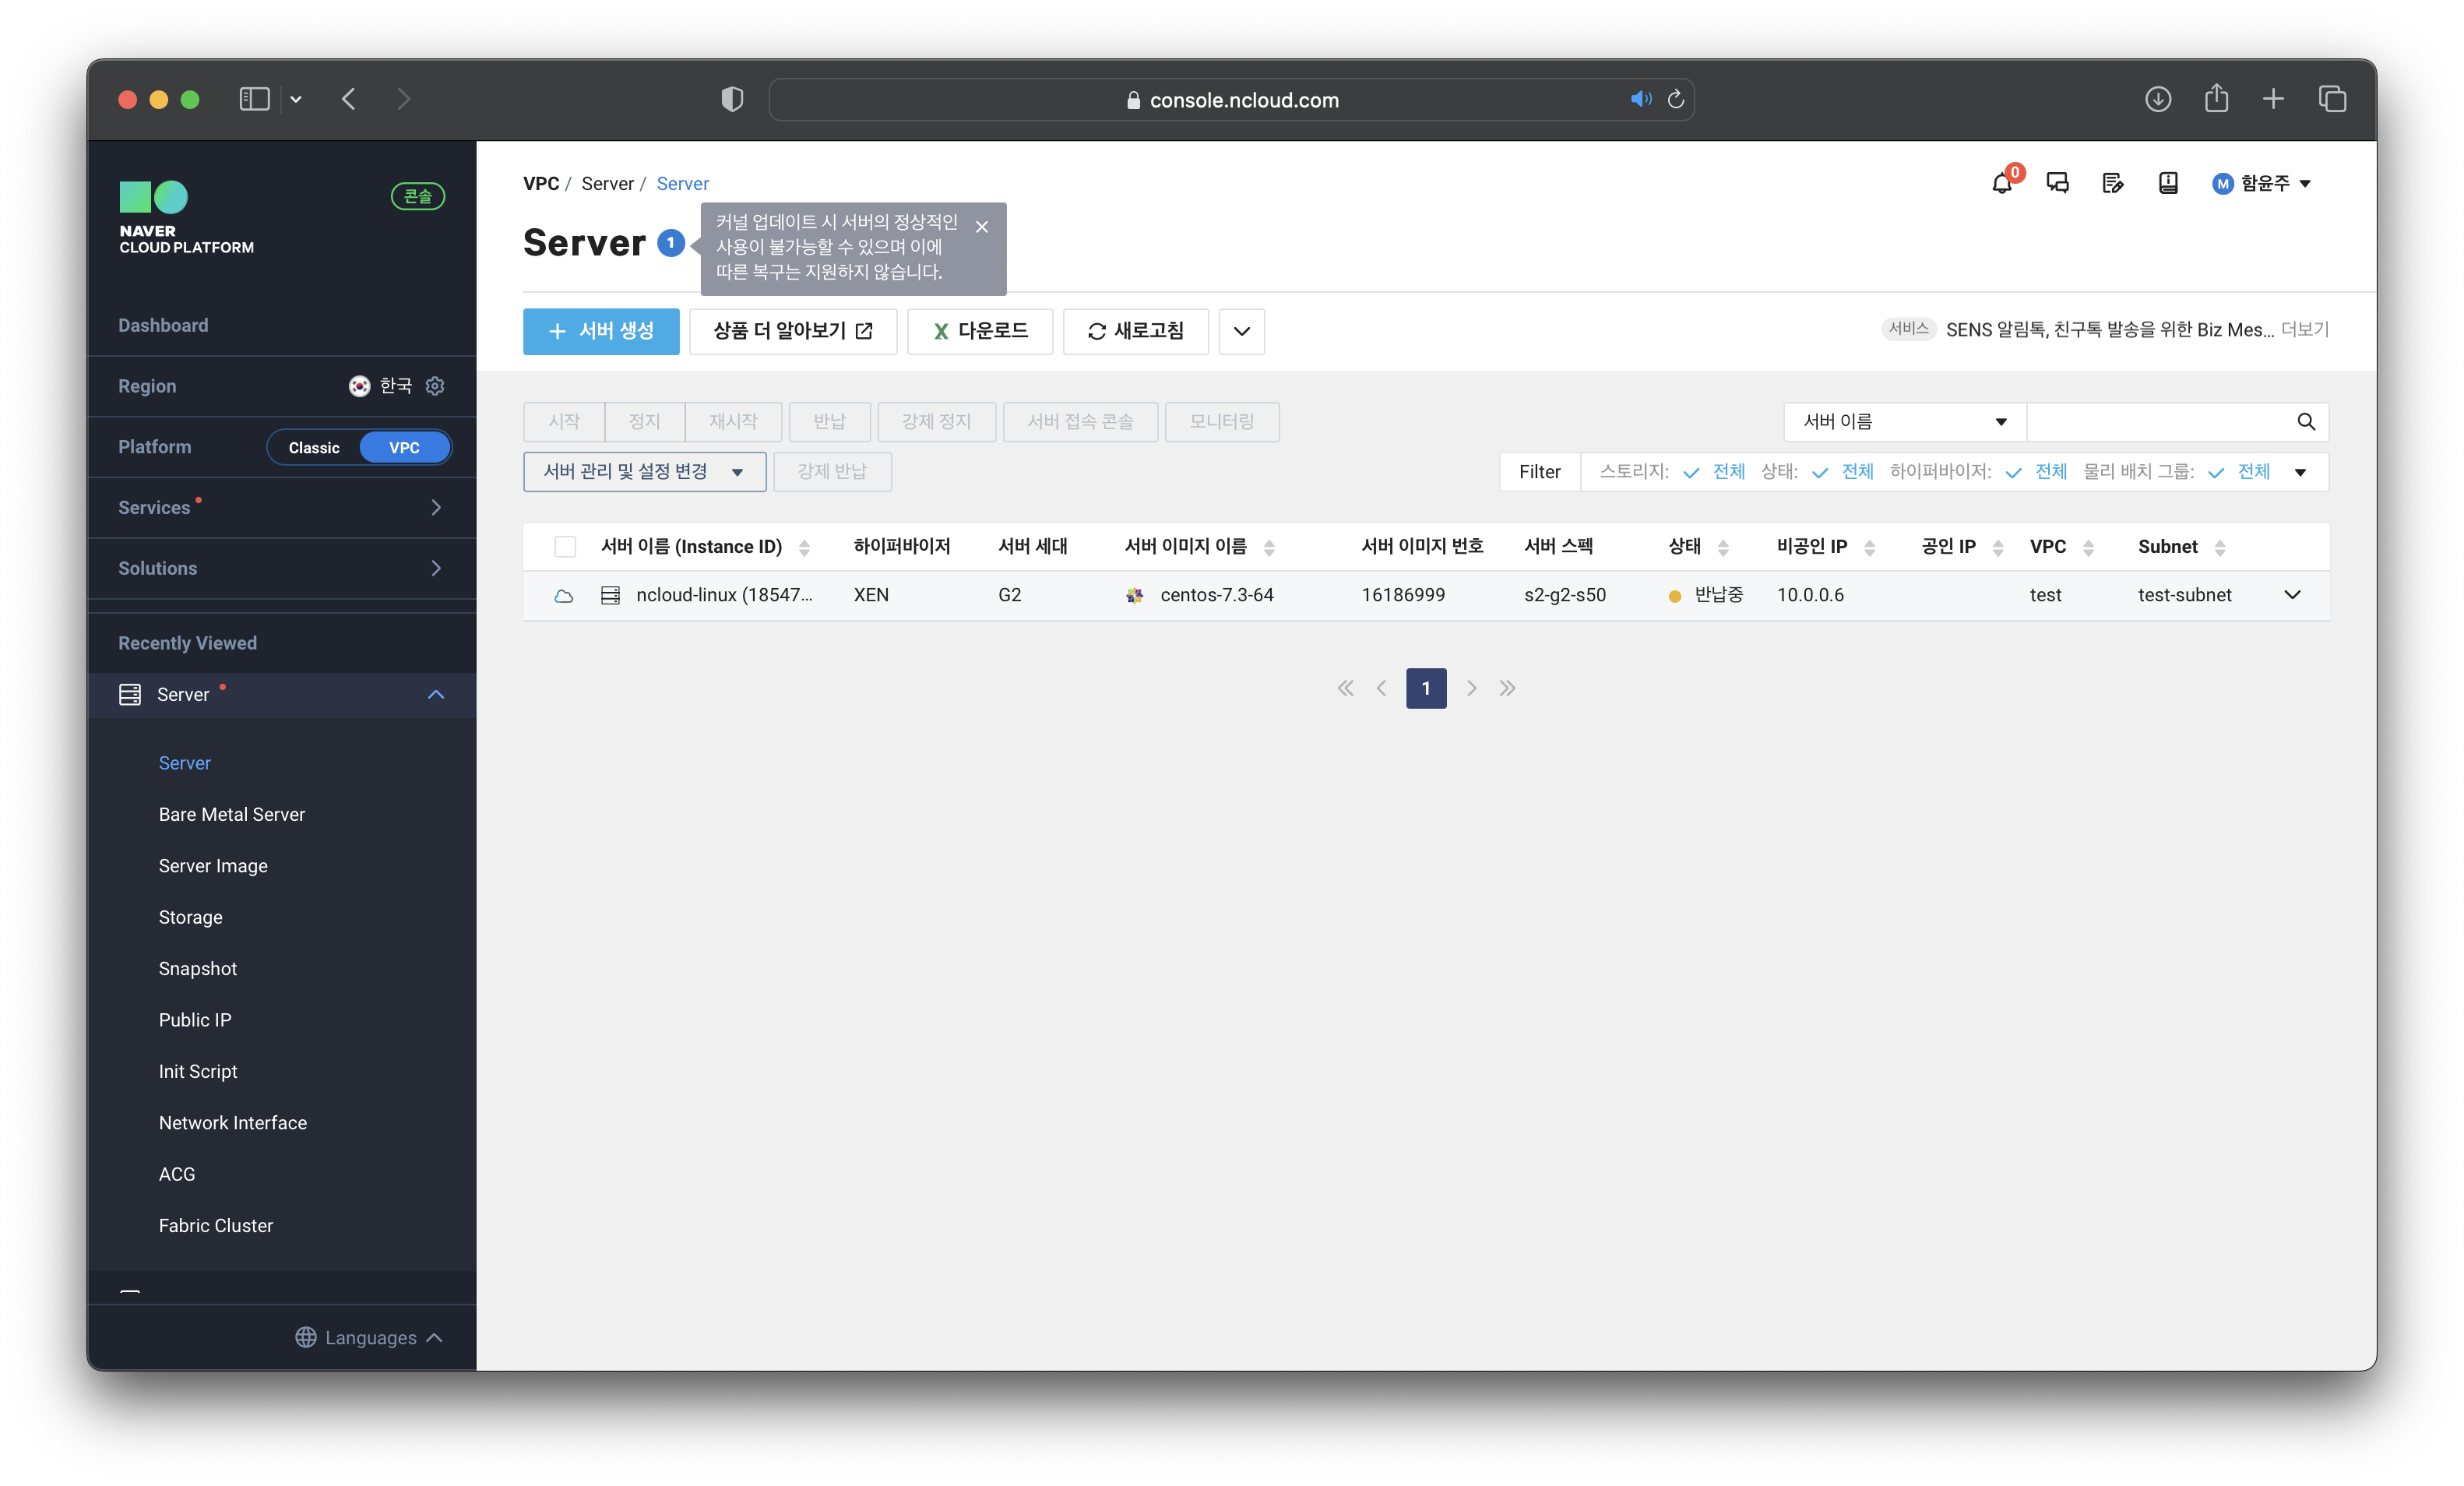 console.ncloud.com
NAVER
CLOUD PLATFORM
콘솔
Dashboard
Region
한국
Platform
Classic
VPC
Services
Solutions
Recently Viewed
Server
Server
Bare Metal Server
Server Image
Storage
Snapshot
Public IP
Init Script
Network Interface
ACG
Fabric Cluster
Languages
VPC / Server / Server
0
M 함윤주
Server 1
커널 업데이트 시 서버의 정상적인
사용이 불가능할 수 있으며 이에
따른 복구는 지원하지 않습니다.
+ 서버 생성
상품 더 알아보기
X 다운로드
새로고침
서비스 SENS 알림톡, 친구톡 발송을 위한 Biz Mes... 더보기
시작 정지 재시작 반납 강제 정지 서버 접속 콘솔 모니터링
서버 이름
서버 관리 및 설정 변경 강제 반납
Filter 스토리지: 전체 상태: 전체 하이퍼바이저: 전체 물리 배치 그룹: 전체
서버 이름 (Instance ID) 하이퍼바이저 서버 세대 서버 이미지 이름 서버 이미지 번호 서버 스펙 상태 비공인 IP 공인 IP VPC Subnet
ncloud-linux (18547... XEN G2 centos-7.3-64 16186999 s2-g2-s50 반납중 10.0.0.6 test test-subnet
1